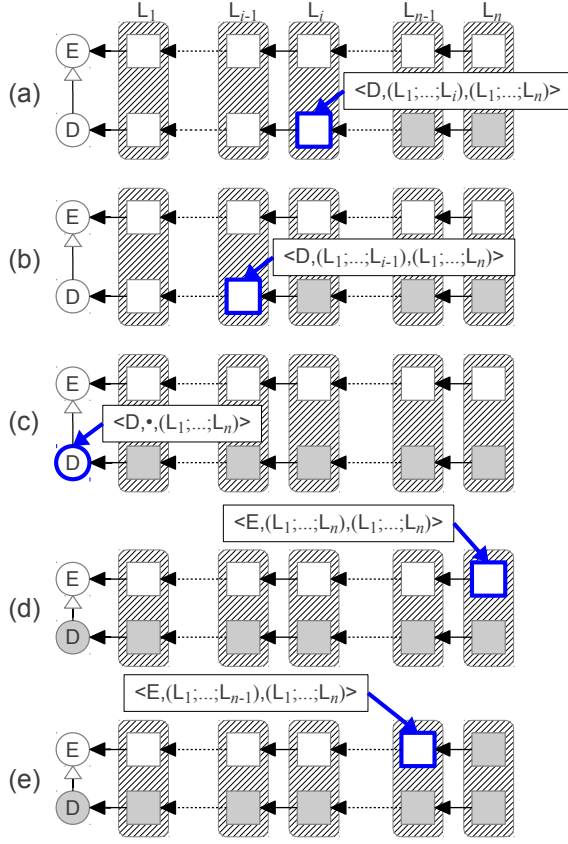 L₁ Lᵢ₋₁ Lᵢ Lₙ₋₁ Lₙ
E
(a)
<D,(L₁;...;Lᵢ),(L₁;...;Lₙ)>
D
E
(b)
<D,(L₁;...;Lᵢ₋₁),(L₁;...;Lₙ)>
D
E
(c)
<D,•,(L₁;...;Lₙ)>
D
<E,(L₁;...;Lₙ),(L₁;...;Lₙ)>
E
(d)
D
<E,(L₁;...;Lₙ₋₁),(L₁;...;Lₙ)>
E
(e)
D